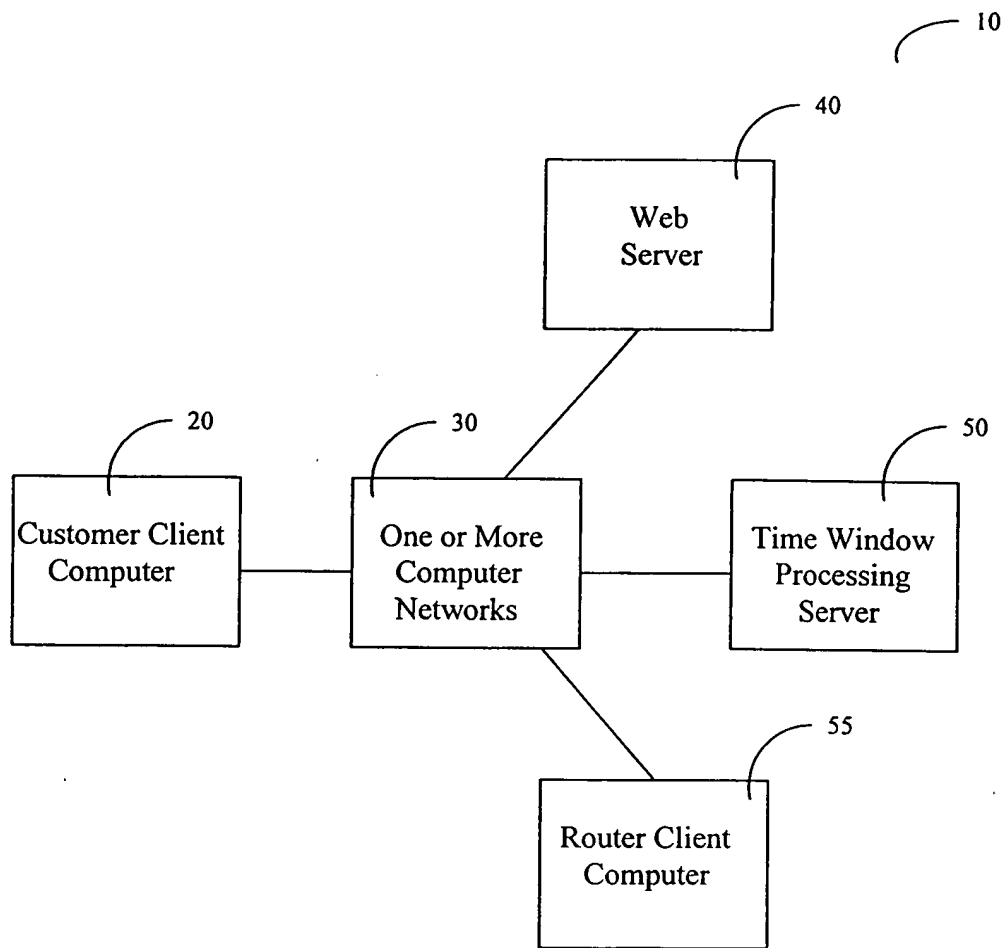 10
40
Web
Server
20
30
50
Customer Client
Computer
One or More
Computer
Networks
Time Window
Processing
Server
55
Router Client
Computer